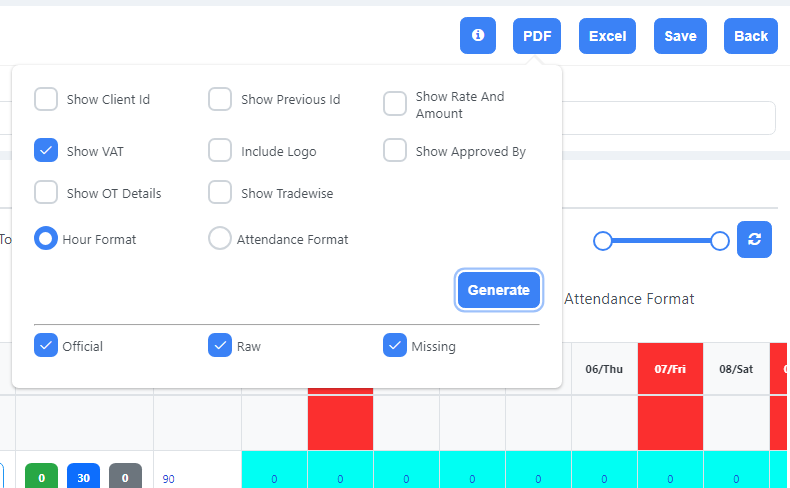 PDF Excel Save Back
Show Client Id Show Previous Id Show Rate And
Amount
Show VAT Include Logo Show Approved By
Show OT Details Show Tradewise
To Hour Format Attendance Format
Generate
Attendance Format
Official Raw Missing
06/Thu 07/Fri 08/Sat
0 30 0 90 0 0 0 0 0 0 0 0